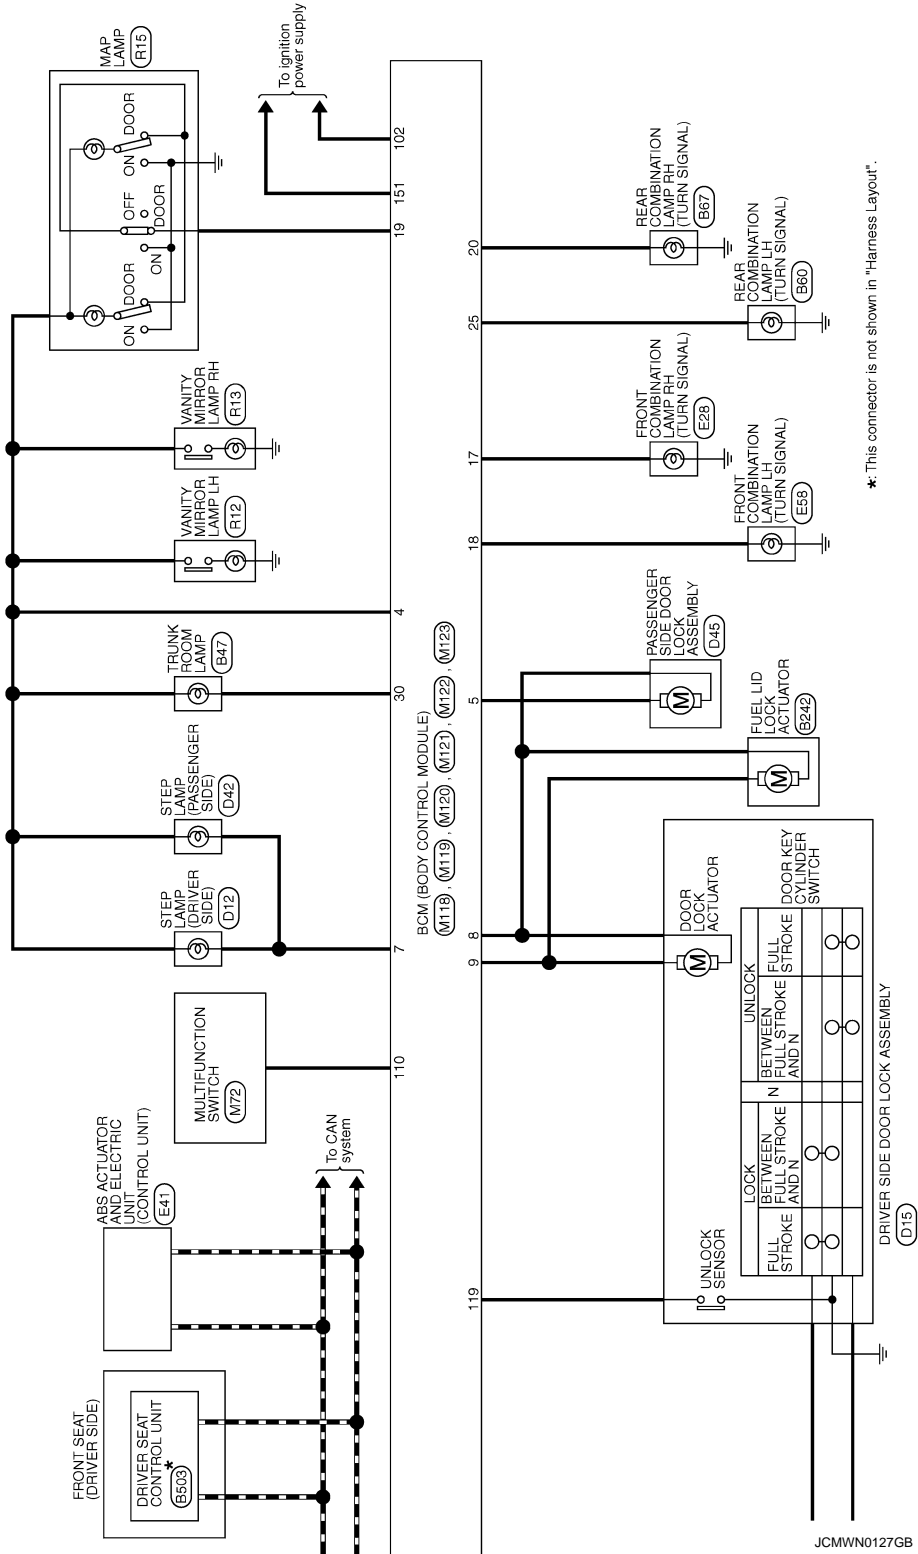 MAP
LAMP
R15
ON
DOOR
ON
OFF
DOOR
ON
DOOR
To ignition
power supply
VANITY
MIRROR
LAMP RH
R13
VANITY
MIRROR
LAMP LH
R12
TRUNK
ROOM
LAMP
B47
STEP
LAMP
(PASSENGER
SIDE)
D42
STEP
LAMP
(DRIVER
SIDE)
D12
MULTIFUNCTION
SWITCH
M72
ABS ACTUATOR
AND ELECTRIC
UNIT
(CONTROL UNIT)
E41
To CAN
system
FRONT SEAT
(DRIVER SIDE)
DRIVER SEAT
CONTROL UNIT
*
B503
102
151
19
4
30
7
110
BCM (BODY CONTROL MODULE)
M118 , M119 , M120 , M121 , M122 , M123
20
25
17
18
5
8
9
119
REAR
COMBINATION
LAMP RH
(TURN SIGNAL)
B67
REAR
COMBINATION
LAMP LH
(TURN SIGNAL)
B60
FRONT
COMBINATION
LAMP RH
(TURN SIGNAL)
E28
FRONT
COMBINATION
LAMP LH
(TURN SIGNAL)
E58
PASSENGER
SIDE DOOR
LOCK
ASSEMBLY
D45
M
FUEL LID
LOCK
ACTUATOR
B242
M
DOOR
LOCK
ACTUATOR
M
DOOR KEY
CYLINDER
SWITCH
UNLOCK
FULL
STROKE
BETWEEN
FULL STROKE
AND N
N
LOCK
BETWEEN
FULL STROKE
AND N
FULL
STROKE
UNLOCK
SENSOR
DRIVER SIDE DOOR LOCK ASSEMBLY
D15
*: This connector is not shown in "Harness Layout".
JCMWN0127GB